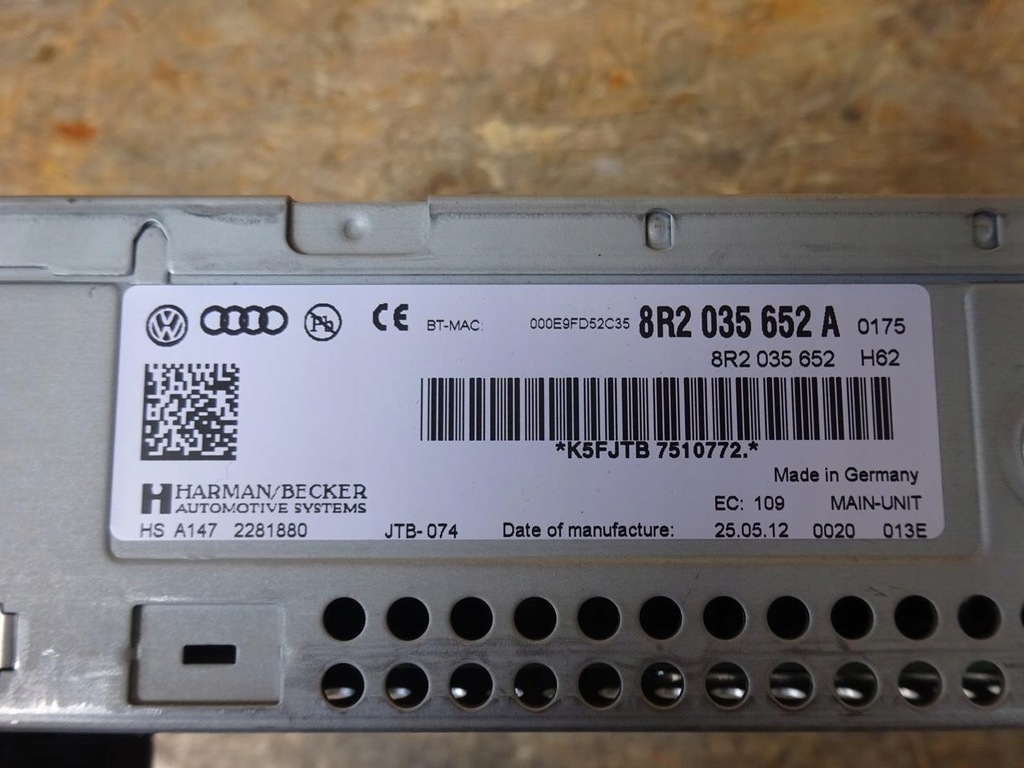 Pb CE BT-MAC: 000E9FD52C35 8R2 035 652 A 0175
8R2 035 652 H62
*K5FJTB 7510772.*
Made in Germany
HARMAN/BECKER
AUTOMOTIVE SYSTEMS
EC: 109 MAIN-UNIT
HS A147 2281880 JTB-074 Date of manufacture: 25.05.12 0020 013E